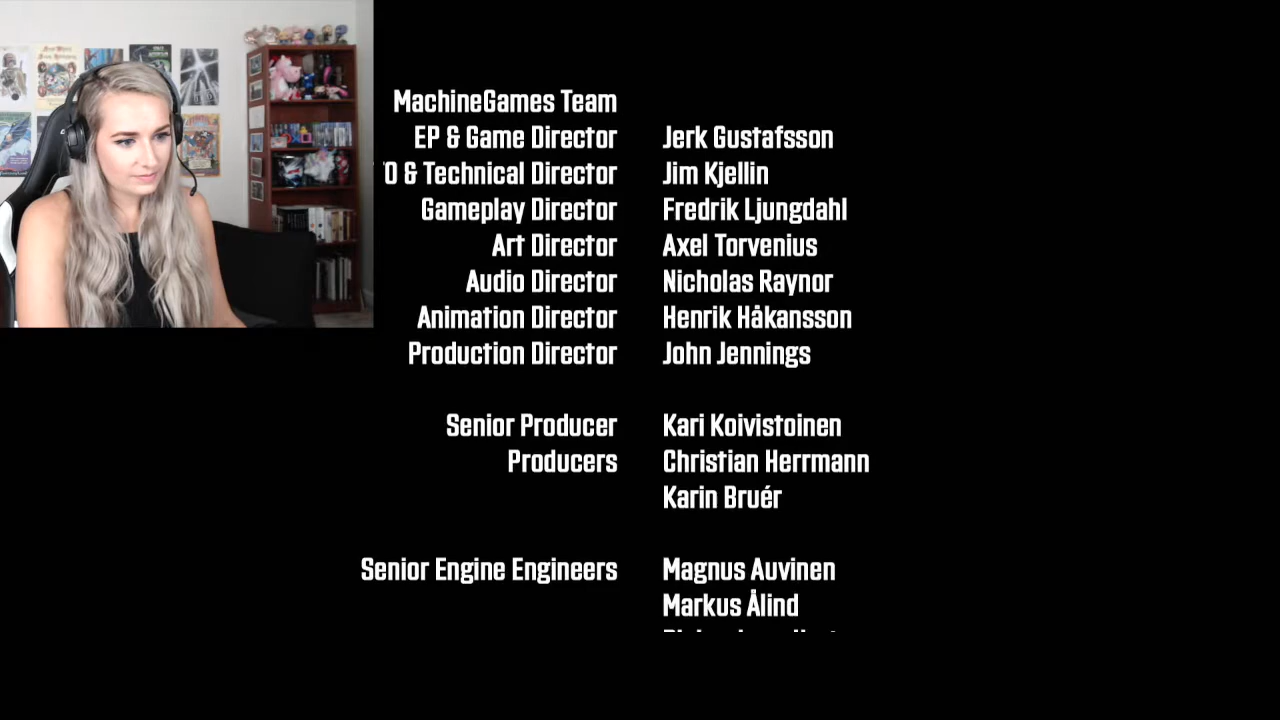 MachineGames Team
EP & Game Director Jerk Gustafsson
& Technical Director Jim Kjellin
Gameplay Director Fredrik Ljungdahl
Art Director Axel Torvenius
Audio Director Nicholas Raynor
Animation Director Henrik Håkansson
Production Director John Jennings
Senior Producer Kari Koivistoinen
Producers Christian Herrmann
Karin Bruér
Senior Engine Engineers Magnus Auvinen
Markus Ålind